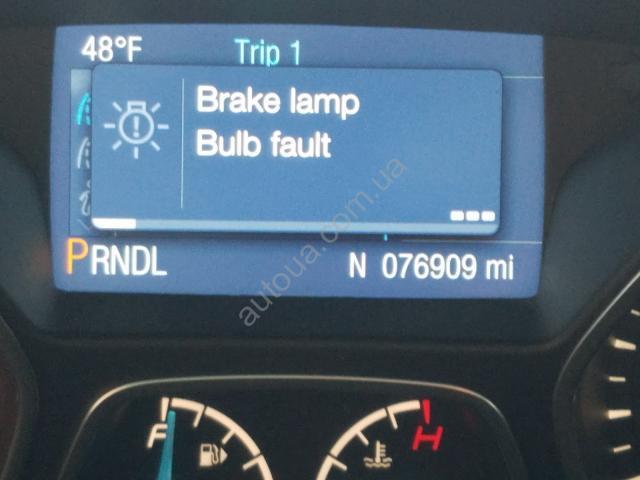 48°F Trip 1
Brake lamp
Bulb fault
PRNDL N 076909 mi
autoua.com.ua
F H